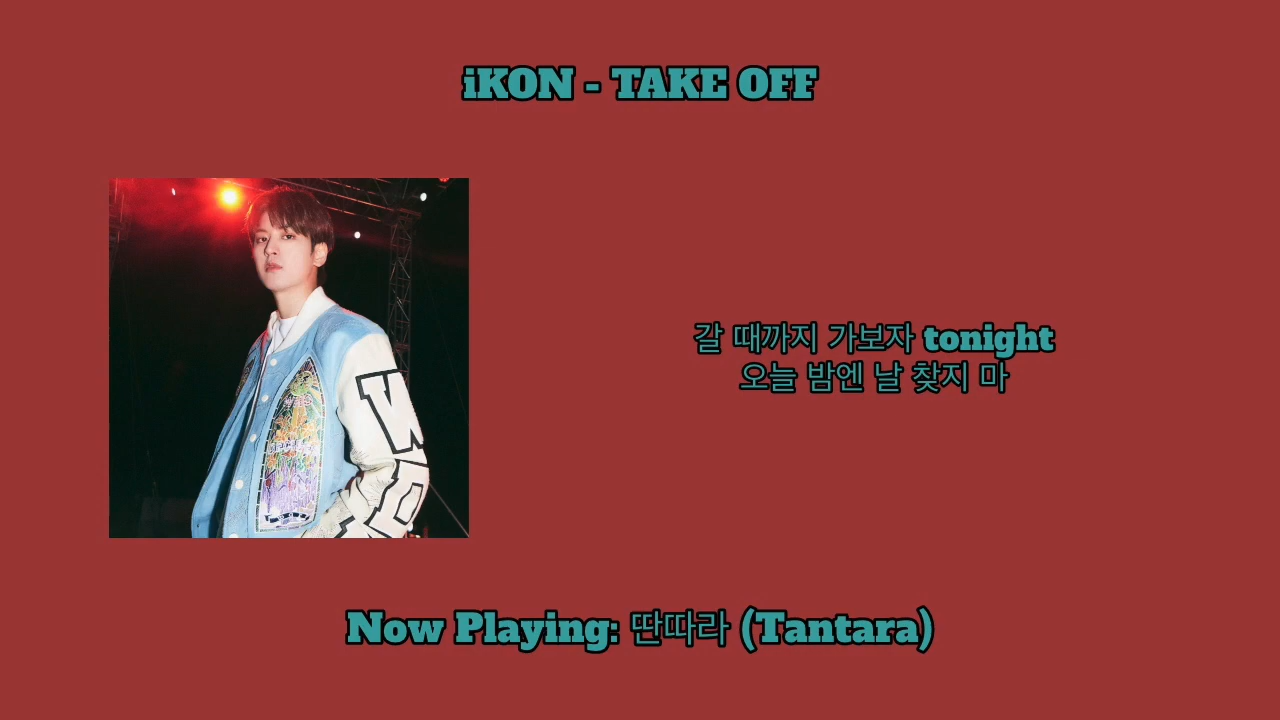 iKON - TAKE OFF
갈 때까지 가보자 tonight
오늘 밤엔 날 찾지 마
Now Playing: 딴따라 (Tantara)